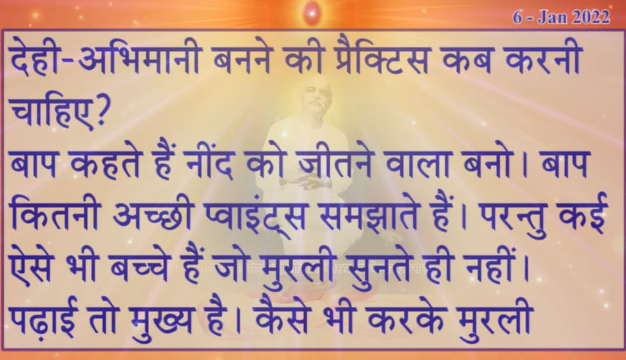 6 - Jan 2022
देही-अभिमानी बनने की प्रैक्टिस कब करनी
चाहिए?
बाप कहते हैं नींद को जीतने वाला बनो। बाप
कितनी अच्छी प्वाइंट्स समझाते हैं। परन्तु कई
ऐसे भी बच्चे हैं जो मुरली सुनते ही नहीं।
पढ़ाई तो मुख्य है। कैसे भी करके मुरली